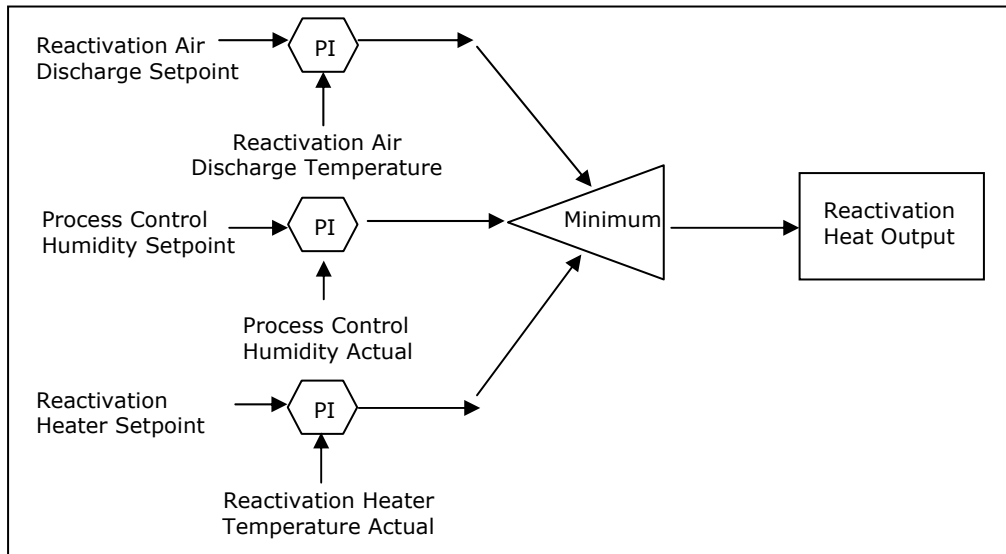 Reactivation Air
Discharge Setpoint
PI
Reactivation Air
Discharge Temperature
Process Control
Humidity Setpoint
PI
Minimum
Reactivation
Heat Output
Process Control
Humidity Actual
Reactivation
Heater Setpoint
PI
Reactivation Heater
Temperature Actual